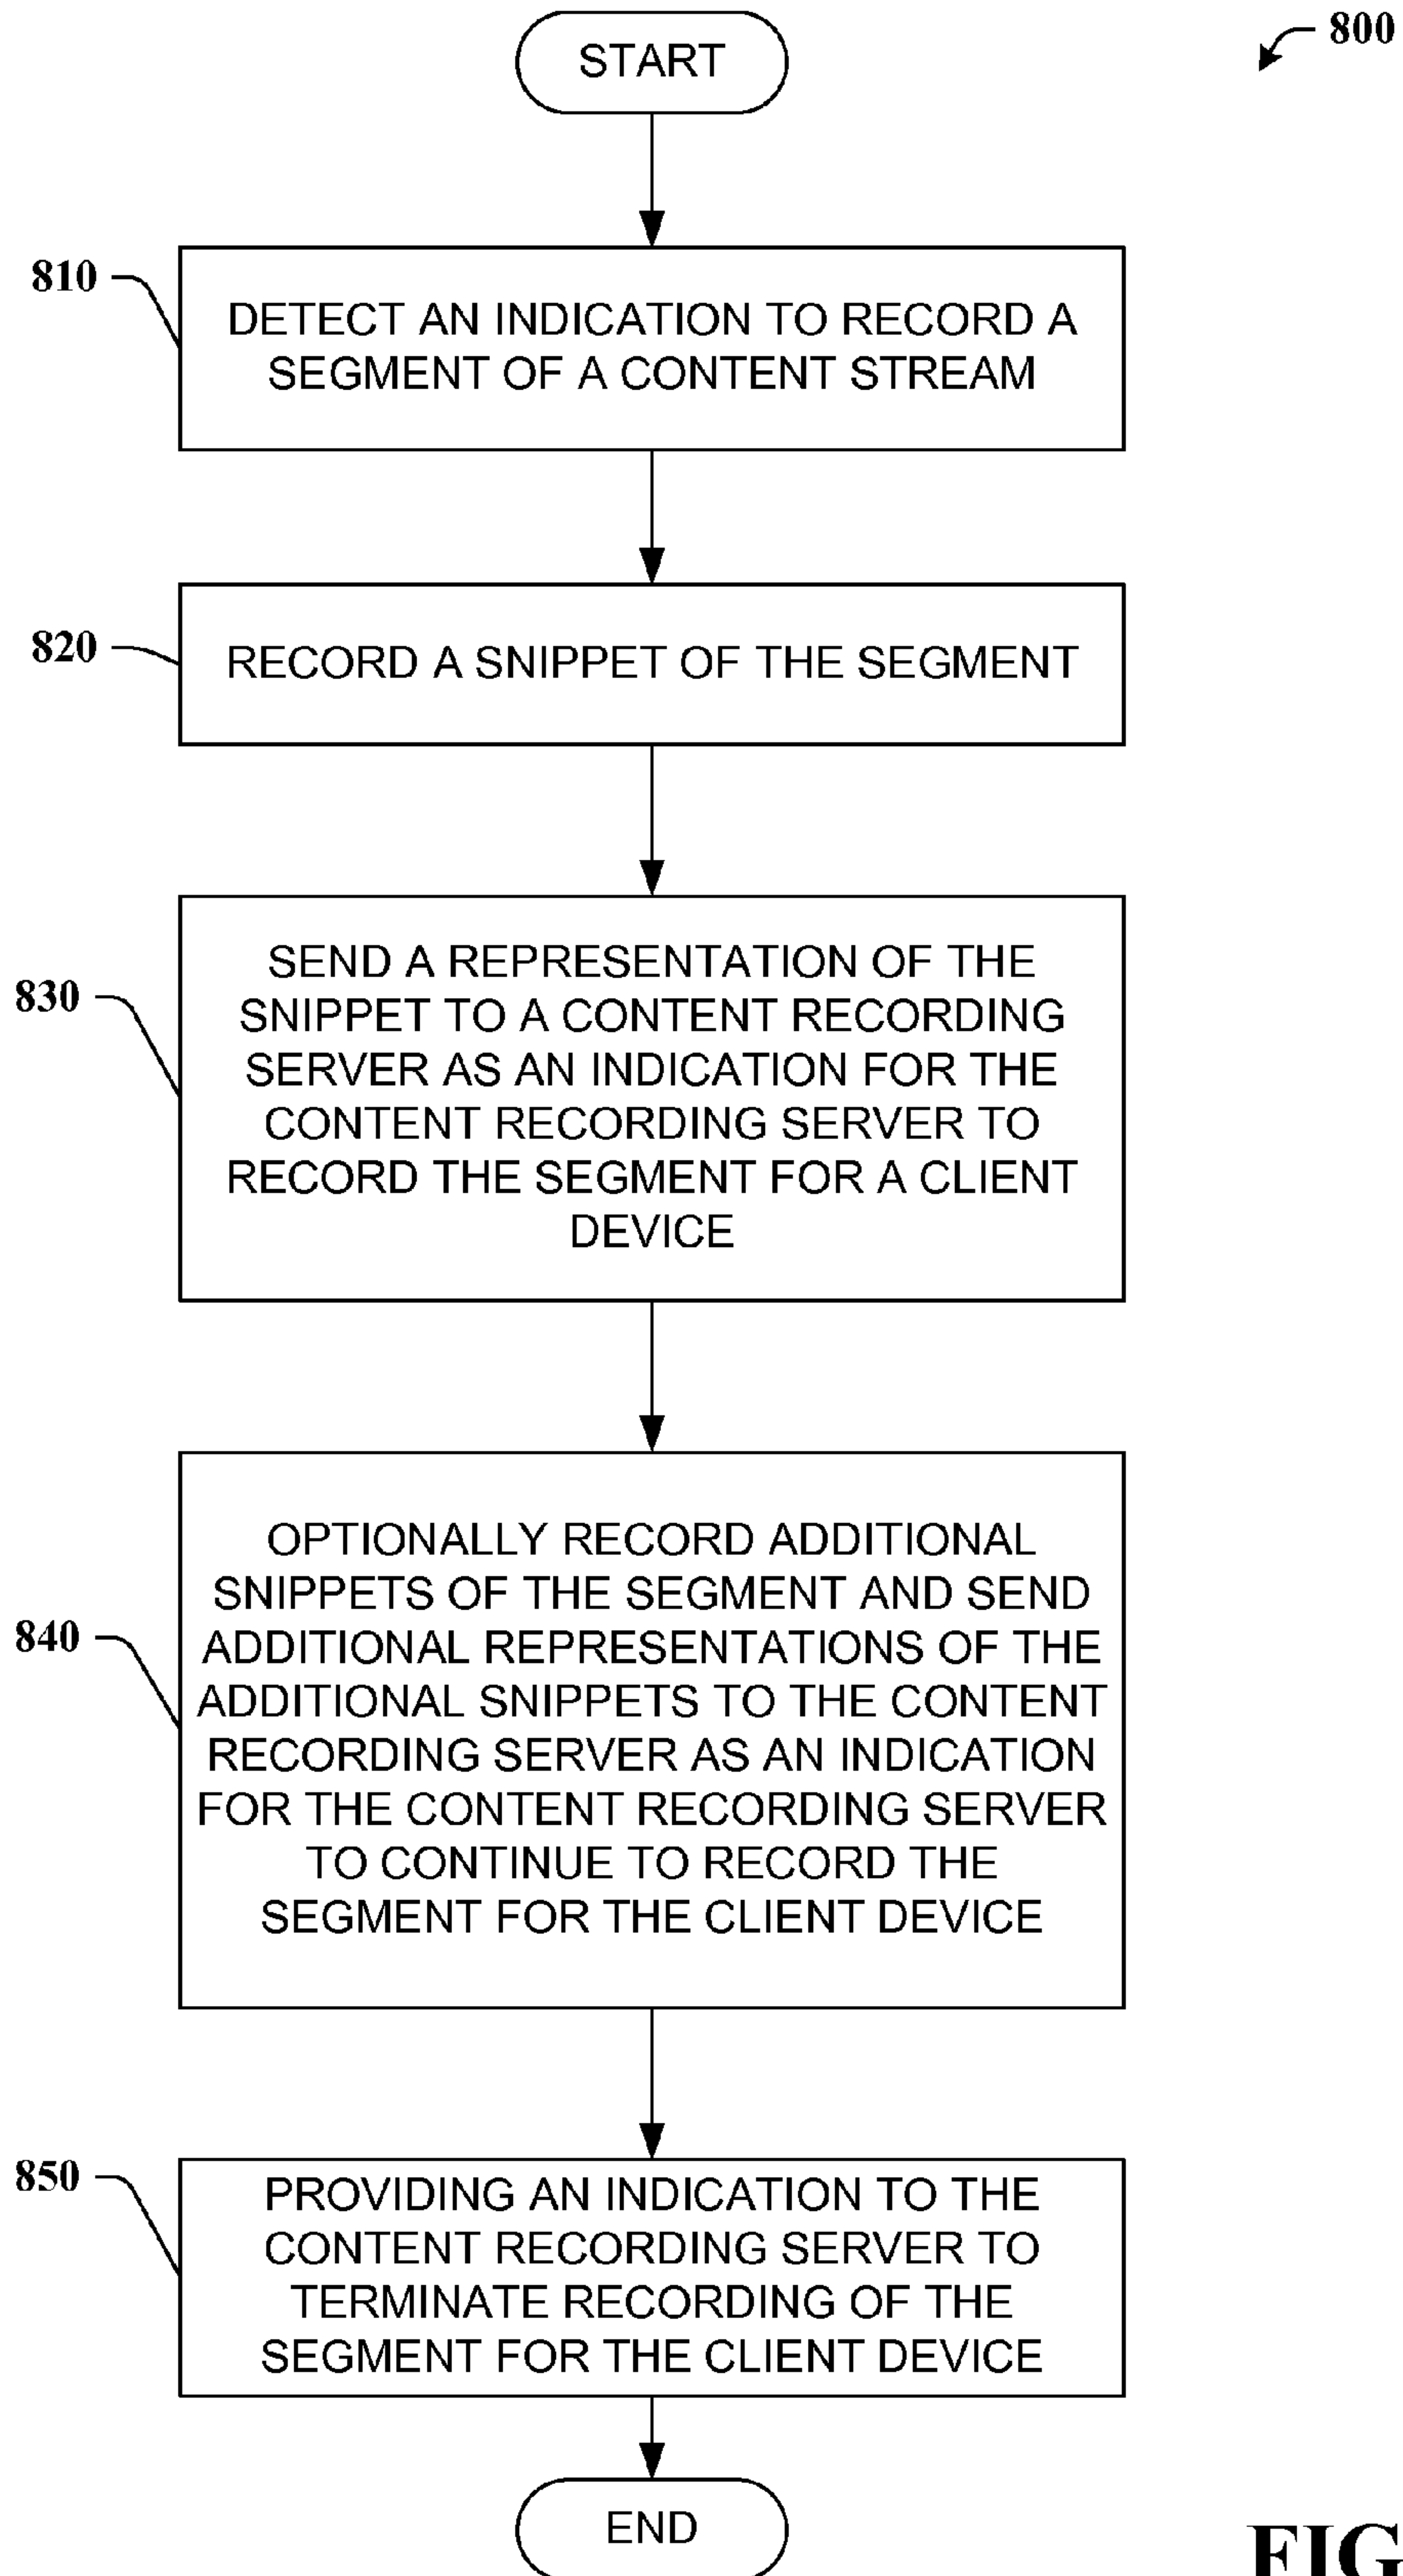 START
800
810
DETECT AN INDICATION TO RECORD A
SEGMENT OF A CONTENT STREAM
820
RECORD A SNIPPET OF THE SEGMENT
830
SEND A REPRESENTATION OF THE
SNIPPET TO A CONTENT RECORDING
SERVER AS AN INDICATION FOR THE
CONTENT RECORDING SERVER TO
RECORD THE SEGMENT FOR A CLIENT
DEVICE
840
OPTIONALLY RECORD ADDITIONAL
SNIPPETS OF THE SEGMENT AND SEND
ADDITIONAL REPRESENTATIONS OF THE
ADDITIONAL SNIPPETS TO THE CONTENT
RECORDING SERVER AS AN INDICATION
FOR THE CONTENT RECORDING SERVER
TO CONTINUE TO RECORD THE
SEGMENT FOR THE CLIENT DEVICE
850
PROVIDING AN INDICATION TO THE
CONTENT RECORDING SERVER TO
TERMINATE RECORDING OF THE
SEGMENT FOR THE CLIENT DEVICE
END
FIG